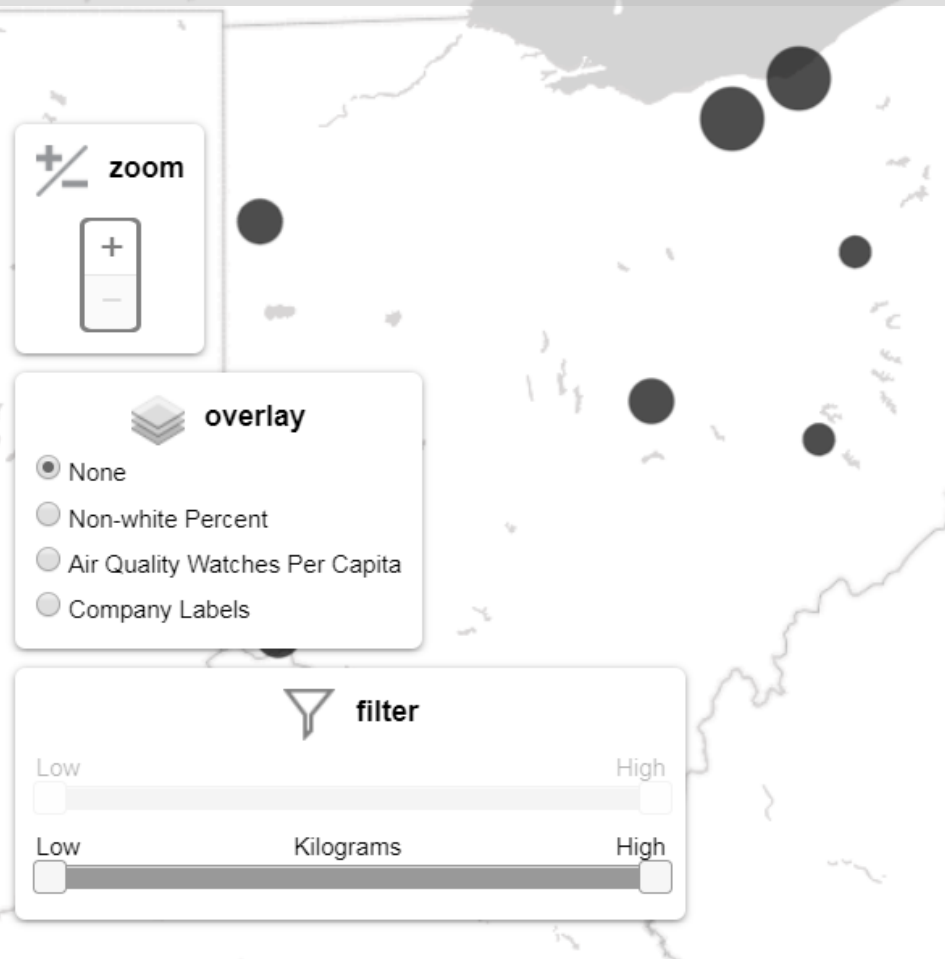 zoom
+
−
overlay
None
Non-white Percent
Air Quality Watches Per Capita
Company Labels
filter
Low High
Low Kilograms High